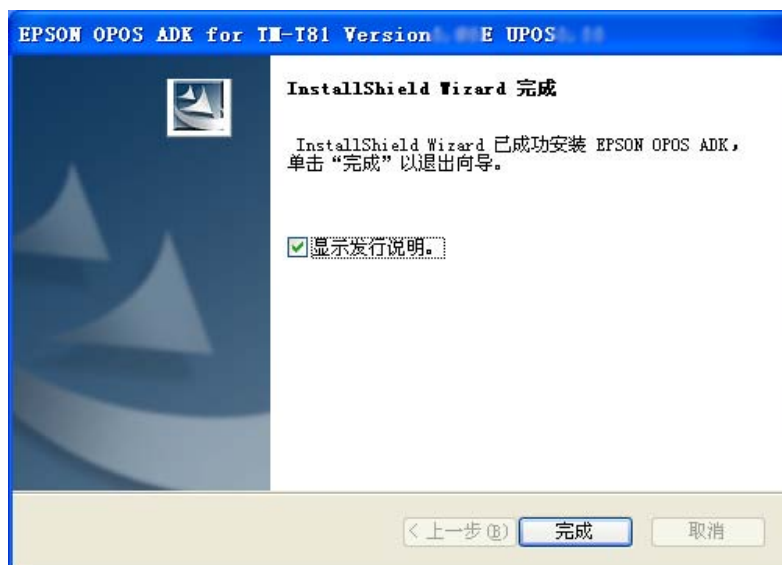 EPSON OPOS ADK for TM-T81 Version E UPOS
InstallShield Wizard 完成
InstallShield Wizard 已成功安装 EPSON OPOS ADK,
单击“完成”以退出向导。
显示发行说明。
< 上一步(B)
完成
取消